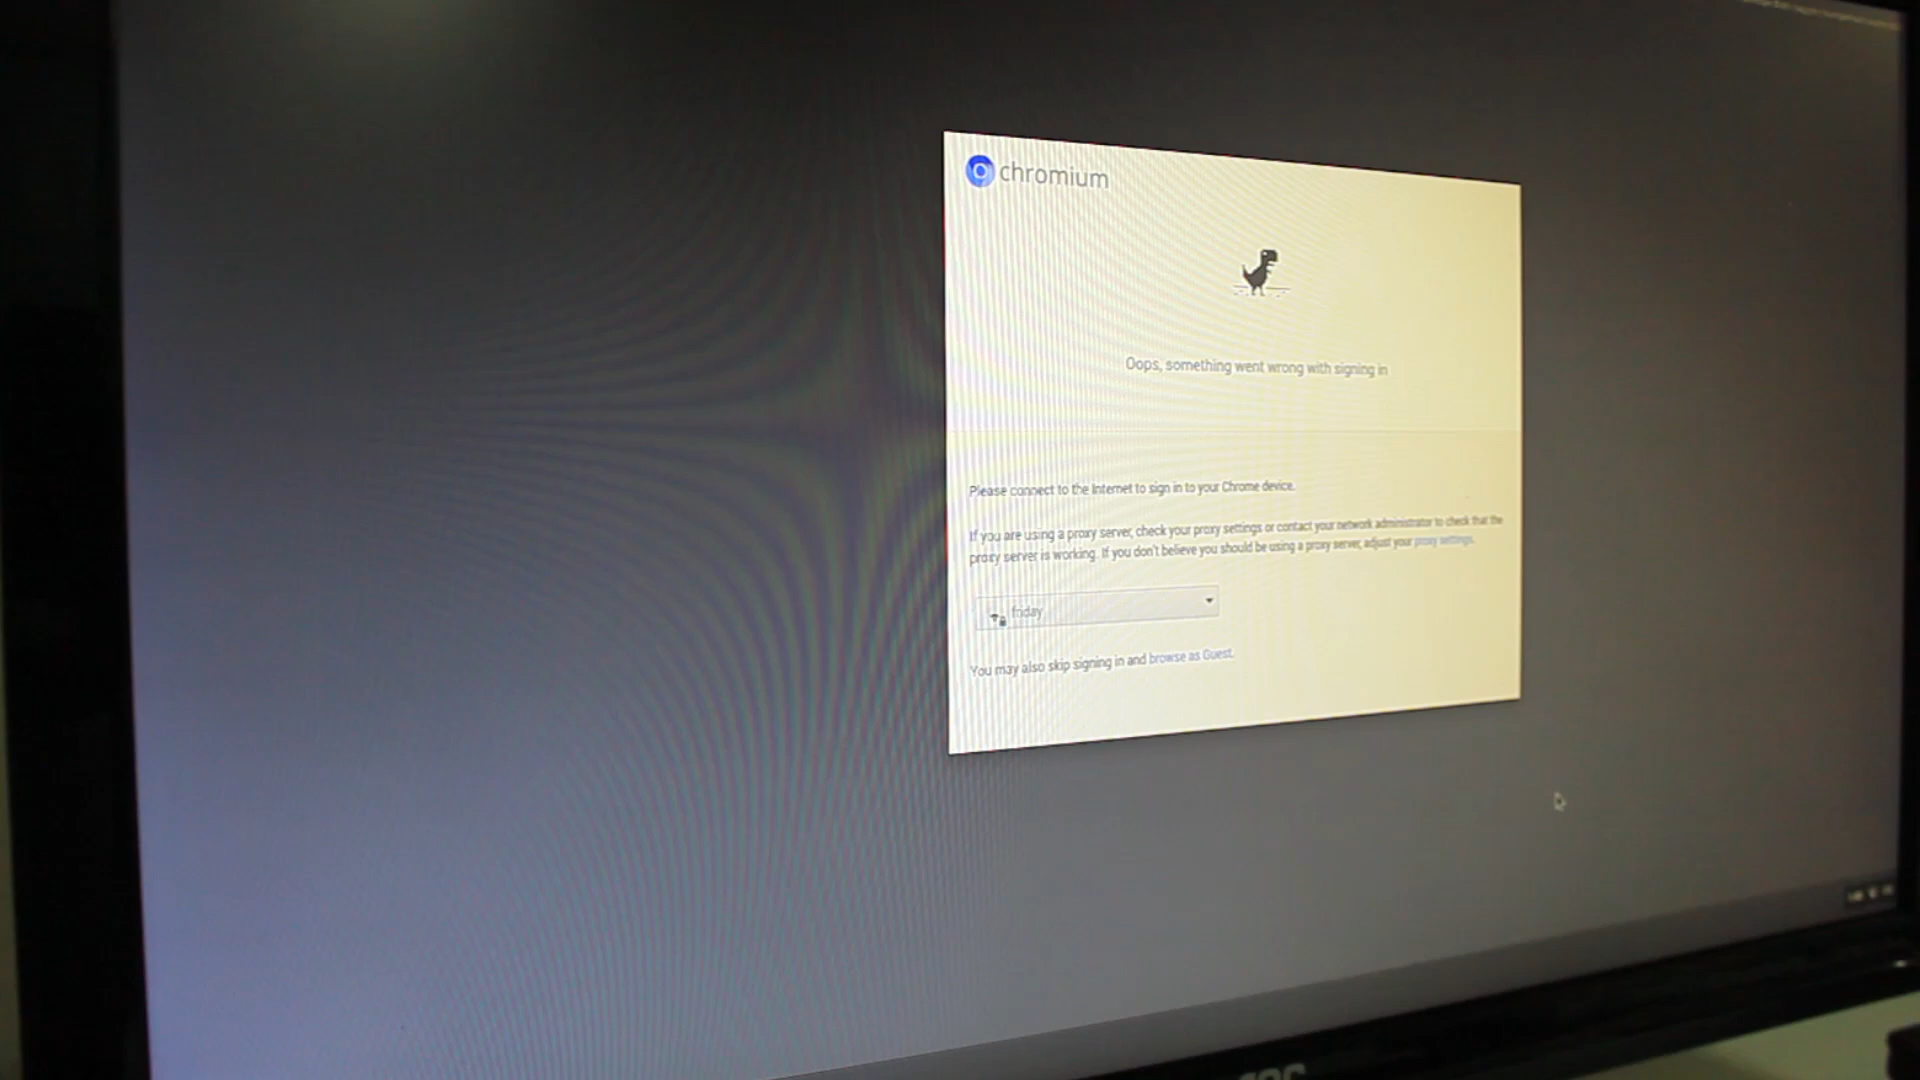 chromium
Oops, something went wrong with signing in
Please connect to the Internet to sign in to your Chrome device.
If you are using a proxy server, check your proxy settings or contact your network administrator to check that the
proxy server is working. If you don't believe you should be using a proxy server, adjust your proxy settings.
friday
You may also skip signing in and browse as Guest.